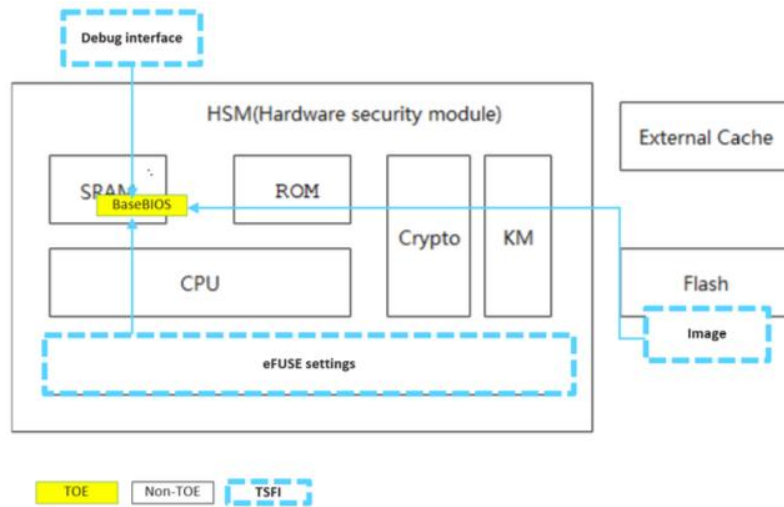 Debug interface
HSM(Hardware security module)
External Cache
SRAM
ROM
BaseBIOS
Crypto
KM
CPU
Flash
Image
eFUSE settings
TOE
Non-TOE
TSFI